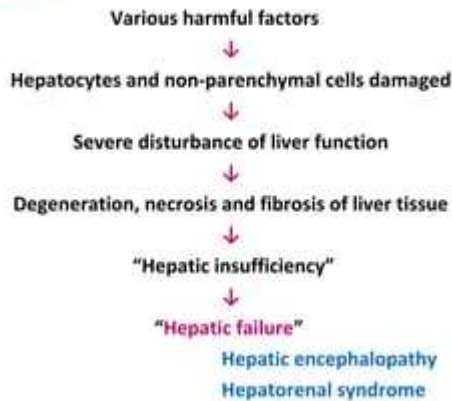 Various harmful factors
↓
Hepatocytes and non-parenchymal cells damaged
↓
Severe disturbance of liver function
↓
Degeneration, necrosis and fibrosis of liver tissue
↓
“Hepatic insufficiency”
↓
“Hepatic failure”
Hepatic encephalopathy
Hepatorenal syndrome